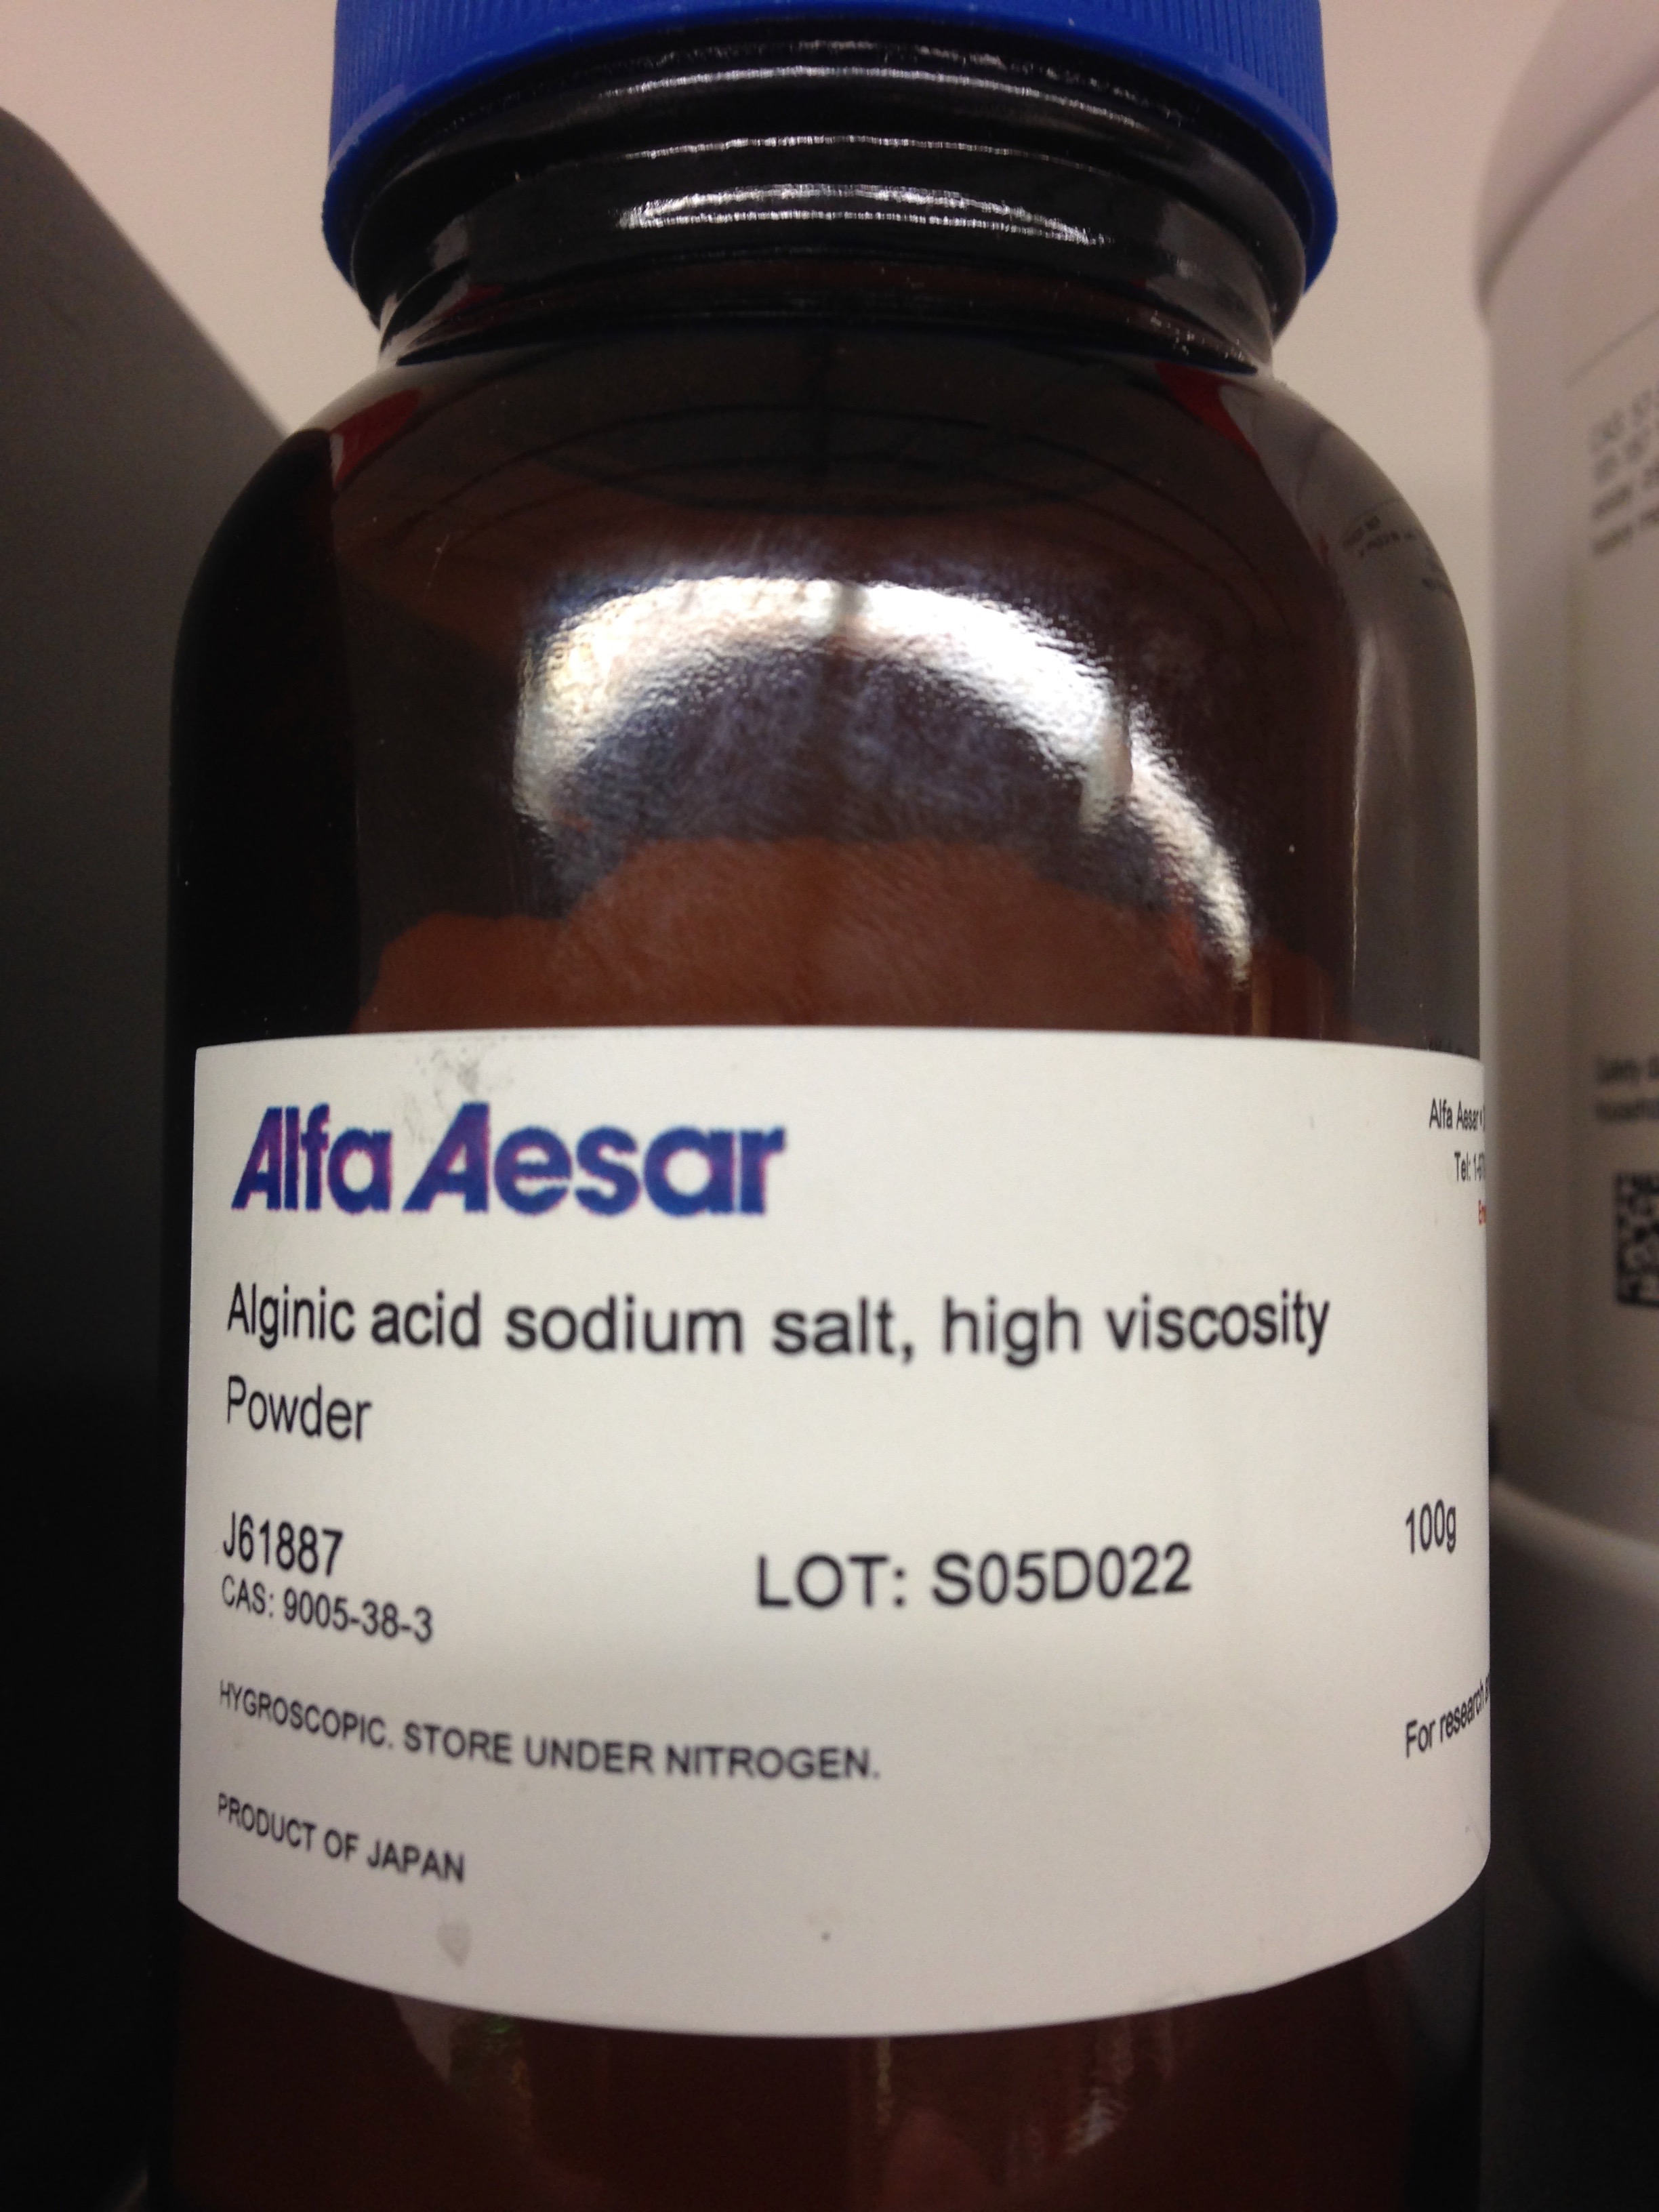 Alfa Aesar
Alfa Aesar
Tel:
Alginic acid sodium salt, high viscosity
Powder
J61887
LOT: S05D022
100g
CAS: 9005-38-3
HYGROSCOPIC. STORE UNDER NITROGEN.
For research
PRODUCT OF JAPAN